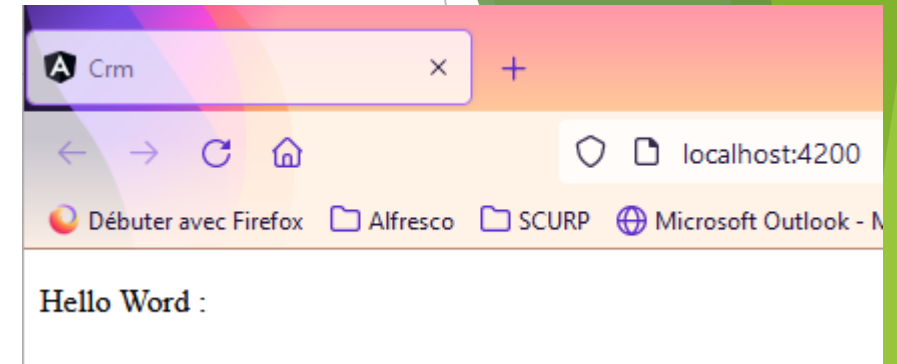 Crm
localhost:4200
Débuter avec Firefox Alfresco SCURP Microsoft Outlook -
Hello Word :